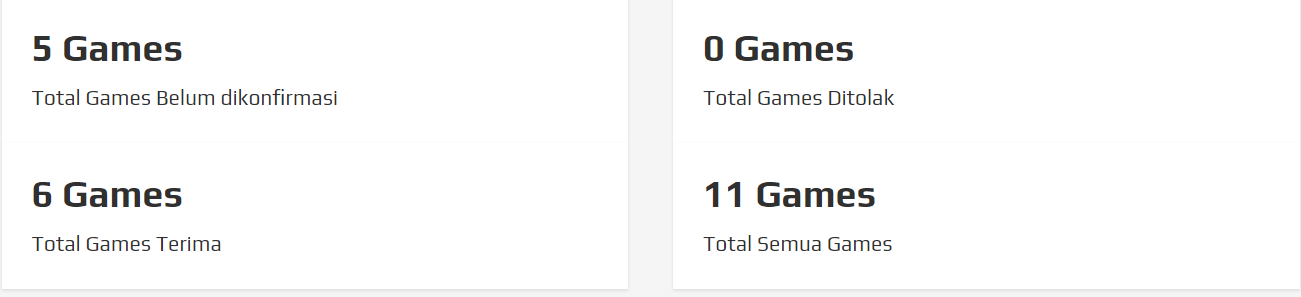 5 Games
Total Games Belum dikonfirmasi
0 Games
Total Games Ditolak
6 Games
Total Games Terima
11 Games
Total Semua Games